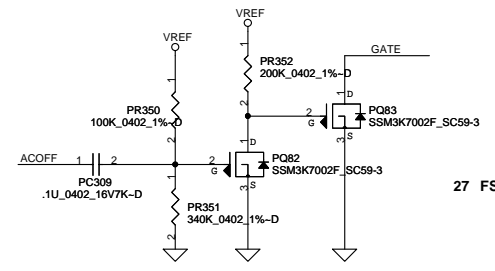 VREF
VREF
GATE
PR352
200K_0402_1%~D
PR350
100K_0402_1%~D
1
2
1
2
1
D
2
G
3
S
PQ83
SSM3K7002F_SC59-3
ACOFF
1
2
PC309
.1U_0402_16V7K~D
1
D
2
G
3
S
PQ82
SSM3K7002F_SC59-3
1
2
PR351
340K_0402_1%~D
27 FS